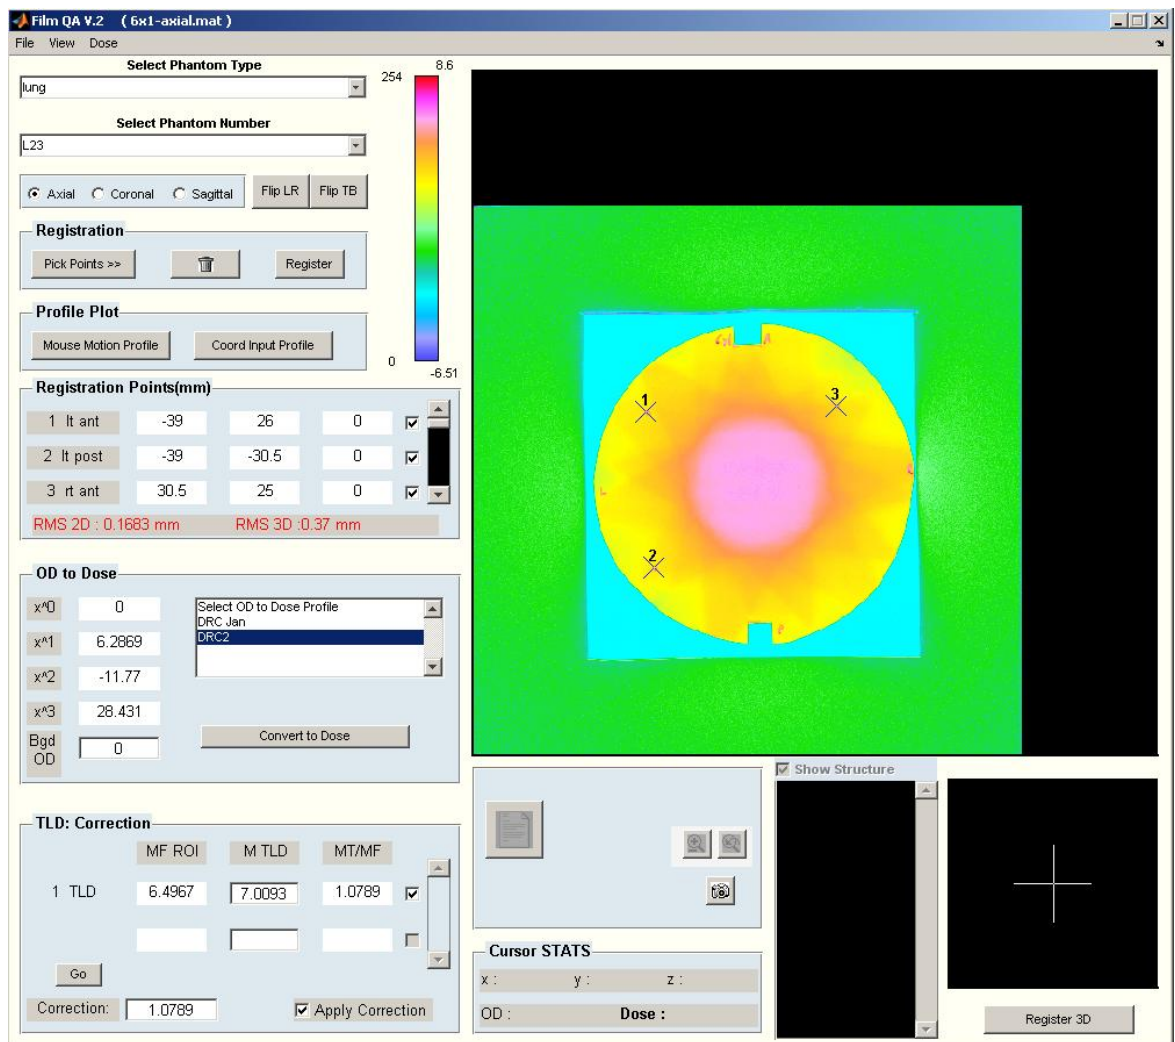 Film QA V.2 ( 6x1-axial.mat )
File View Dose
Select Phantom Type
lung
Select Phantom Number
L23
Axial Coronal Sagittal Flip LR Flip TB
Registration
Pick Points >> Register
Profile Plot
Mouse Motion Profile Coord Input Profile
8.6
254
0
-6.51
Registration Points(mm)
1 lt ant -39 26 0
2 lt post -39 -30.5 0
3 rt ant 30.5 25 0
RMS 2D : 0.1683 mm RMS 3D :0.37 mm
OD to Dose
x^0 0
x^1 6.2869
x^2 -11.77
x^3 28.431
Bgd OD 0
Select OD to Dose Profile
DRC Jan
DRC2
Convert to Dose
TLD: Correction
MF ROI M TLD MT/MF
1 TLD 6.4967 7.0093 1.0789
Go
Correction: 1.0789 Apply Correction
1
3
2
Show Structure
Cursor STATS
x : y : z :
OD : Dose :
Register 3D